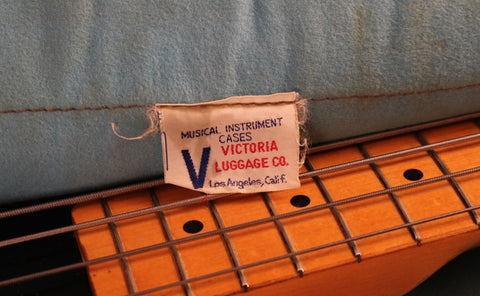 MUSICAL INSTRUMENT
CASES
V VICTORIA
LUGGAGE CO.
Los Angeles, Calif.